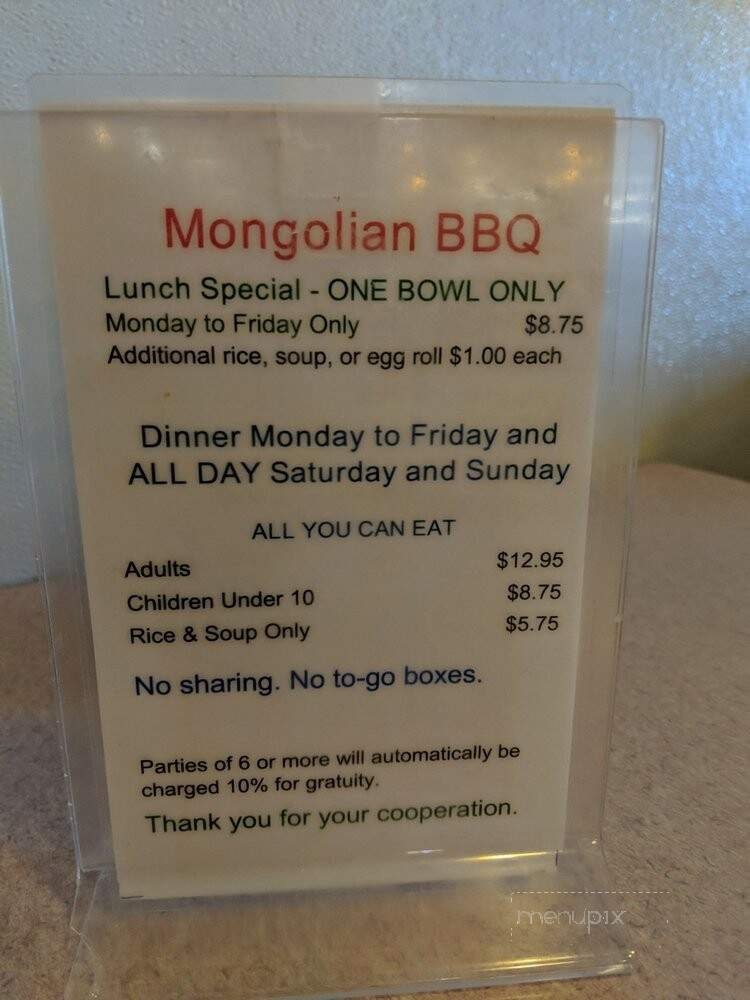 Mongolian BBQ
Lunch Special - ONE BOWL ONLY
Monday to Friday Only $8.75
Additional rice, soup, or egg roll $1.00 each
Dinner Monday to Friday and
ALL DAY Saturday and Sunday
ALL YOU CAN EAT
Adults $12.95
Children Under 10 $8.75
Rice & Soup Only $5.75
No sharing. No to-go boxes.
Parties of 6 or more will automatically be
charged 10% for gratuity.
Thank you for your cooperation.
menupix